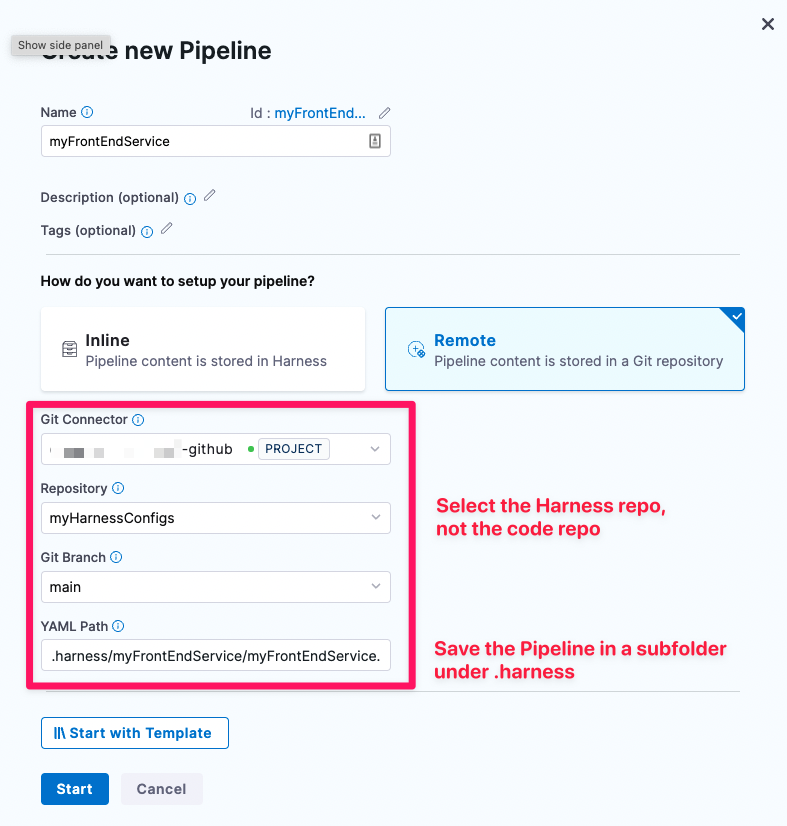 Show side panel
Create new Pipeline
Name
Id : myFrontEnd...
myFrontEndService
Description (optional)
Tags (optional)
How do you want to setup your pipeline?
Inline
Pipeline content is stored in Harness
Remote
Pipeline content is stored in a Git repository
Git Connector
-github PROJECT
Repository
myHarnessConfigs
Select the Harness repo,
not the code repo
Git Branch
main
YAML Path
.harness/myFrontEndService/myFrontEndService.
Save the Pipeline in a subfolder
under .harness
Start with Template
Start
Cancel